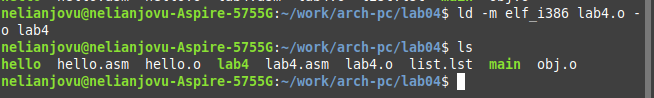 nelianjovu@nelianjovu-Aspire-5755G:~/work/arch-pc/lab04$ ld -m elf_i386 lab4.o -
o lab4
nelianjovu@nelianjovu-Aspire-5755G:~/work/arch-pc/lab04$ ls
hello  hello.asm  hello.o  lab4  lab4.asm  lab4.o  list.lst  main  obj.o
nelianjovu@nelianjovu-Aspire-5755G:~/work/arch-pc/lab04$